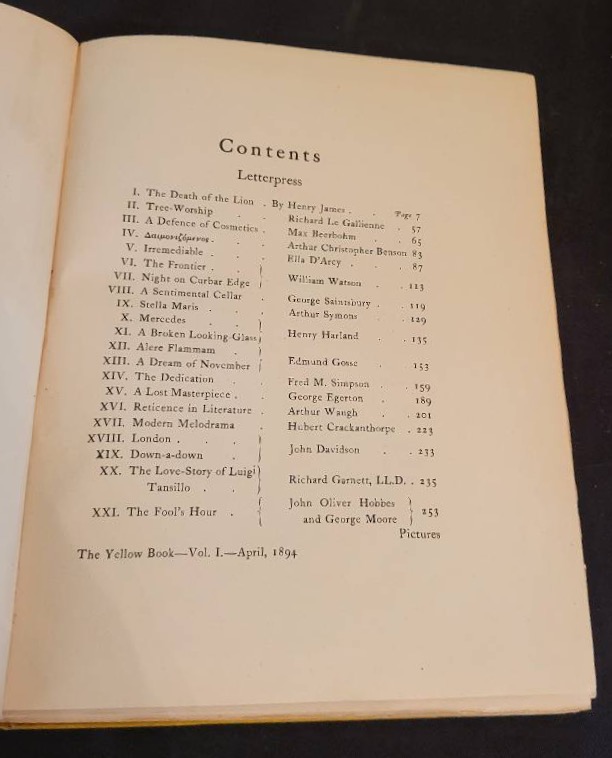 Contents
Letterpress
I. The Death of the Lion . By Henry James . . Page 7
II. Tree-Worship . . Richard Le Gallienne . 57
III. A Defence of Cosmetics . Max Beerbohm . . 65
IV. Δαιμονιζόμενος . . Arthur Christopher Benson 83
V. Irremediable . . Ella D'Arcy . . 87
VI. The Frontier . . }
VII. Night on Curbar Edge } William Watson . . 113
VIII. A Sentimental Cellar . George Saintsbury . . 119
IX. Stella Maris . . . Arthur Symons . . 129
X. Mercedes . . }
XI. A Broken Looking-Glass } Henry Harland . . 135
XII. Alere Flammam . }
XIII. A Dream of November } Edmund Gosse . . 153
XIV. The Dedication . . Fred M. Simpson . . 159
XV. A Lost Masterpiece . . George Egerton . 189
XVI. Reticence in Literature . Arthur Waugh . . 201
XVII. Modern Melodrama . Hubert Crackanthorpe . 223
XVIII. London . . . }
XIX. Down-a-down . } John Davidson . . 233
XX. The Love-Story of Luigi }
Tansillo . . } Richard Garnett, LL.D. . 235
XXI. The Fool's Hour . { John Oliver Hobbes }
and George Moore } 253
Pictures
The Yellow Book—Vol. I.—April, 1894